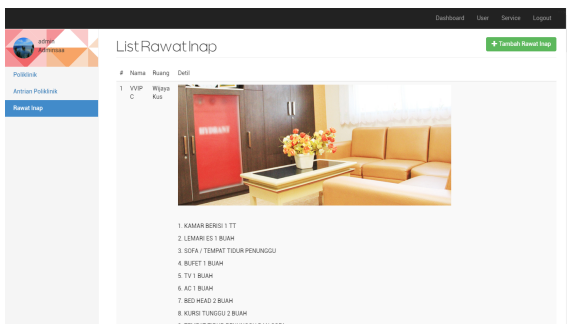 Dashboard User Service Logout
admin
Adminsaa
List Rawat Inap
+ Tambah Rawat Inap
Poliklinik
Antrian Poliklinik
Rawat Inap
# Nama Ruang Detil
1 VVIP C Wijaya Kus
1. KAMAR BERISI 1 TT
2. LEMARI ES 1 BUAH
3. SOFA / TEMPAT TIDUR PENUNGGU
4. BUFET 1 BUAH
5. TV 1 BUAH
6. AC 1 BUAH
7. BED HEAD 2 BUAH
8. KURSI TUNGGU 2 BUAH